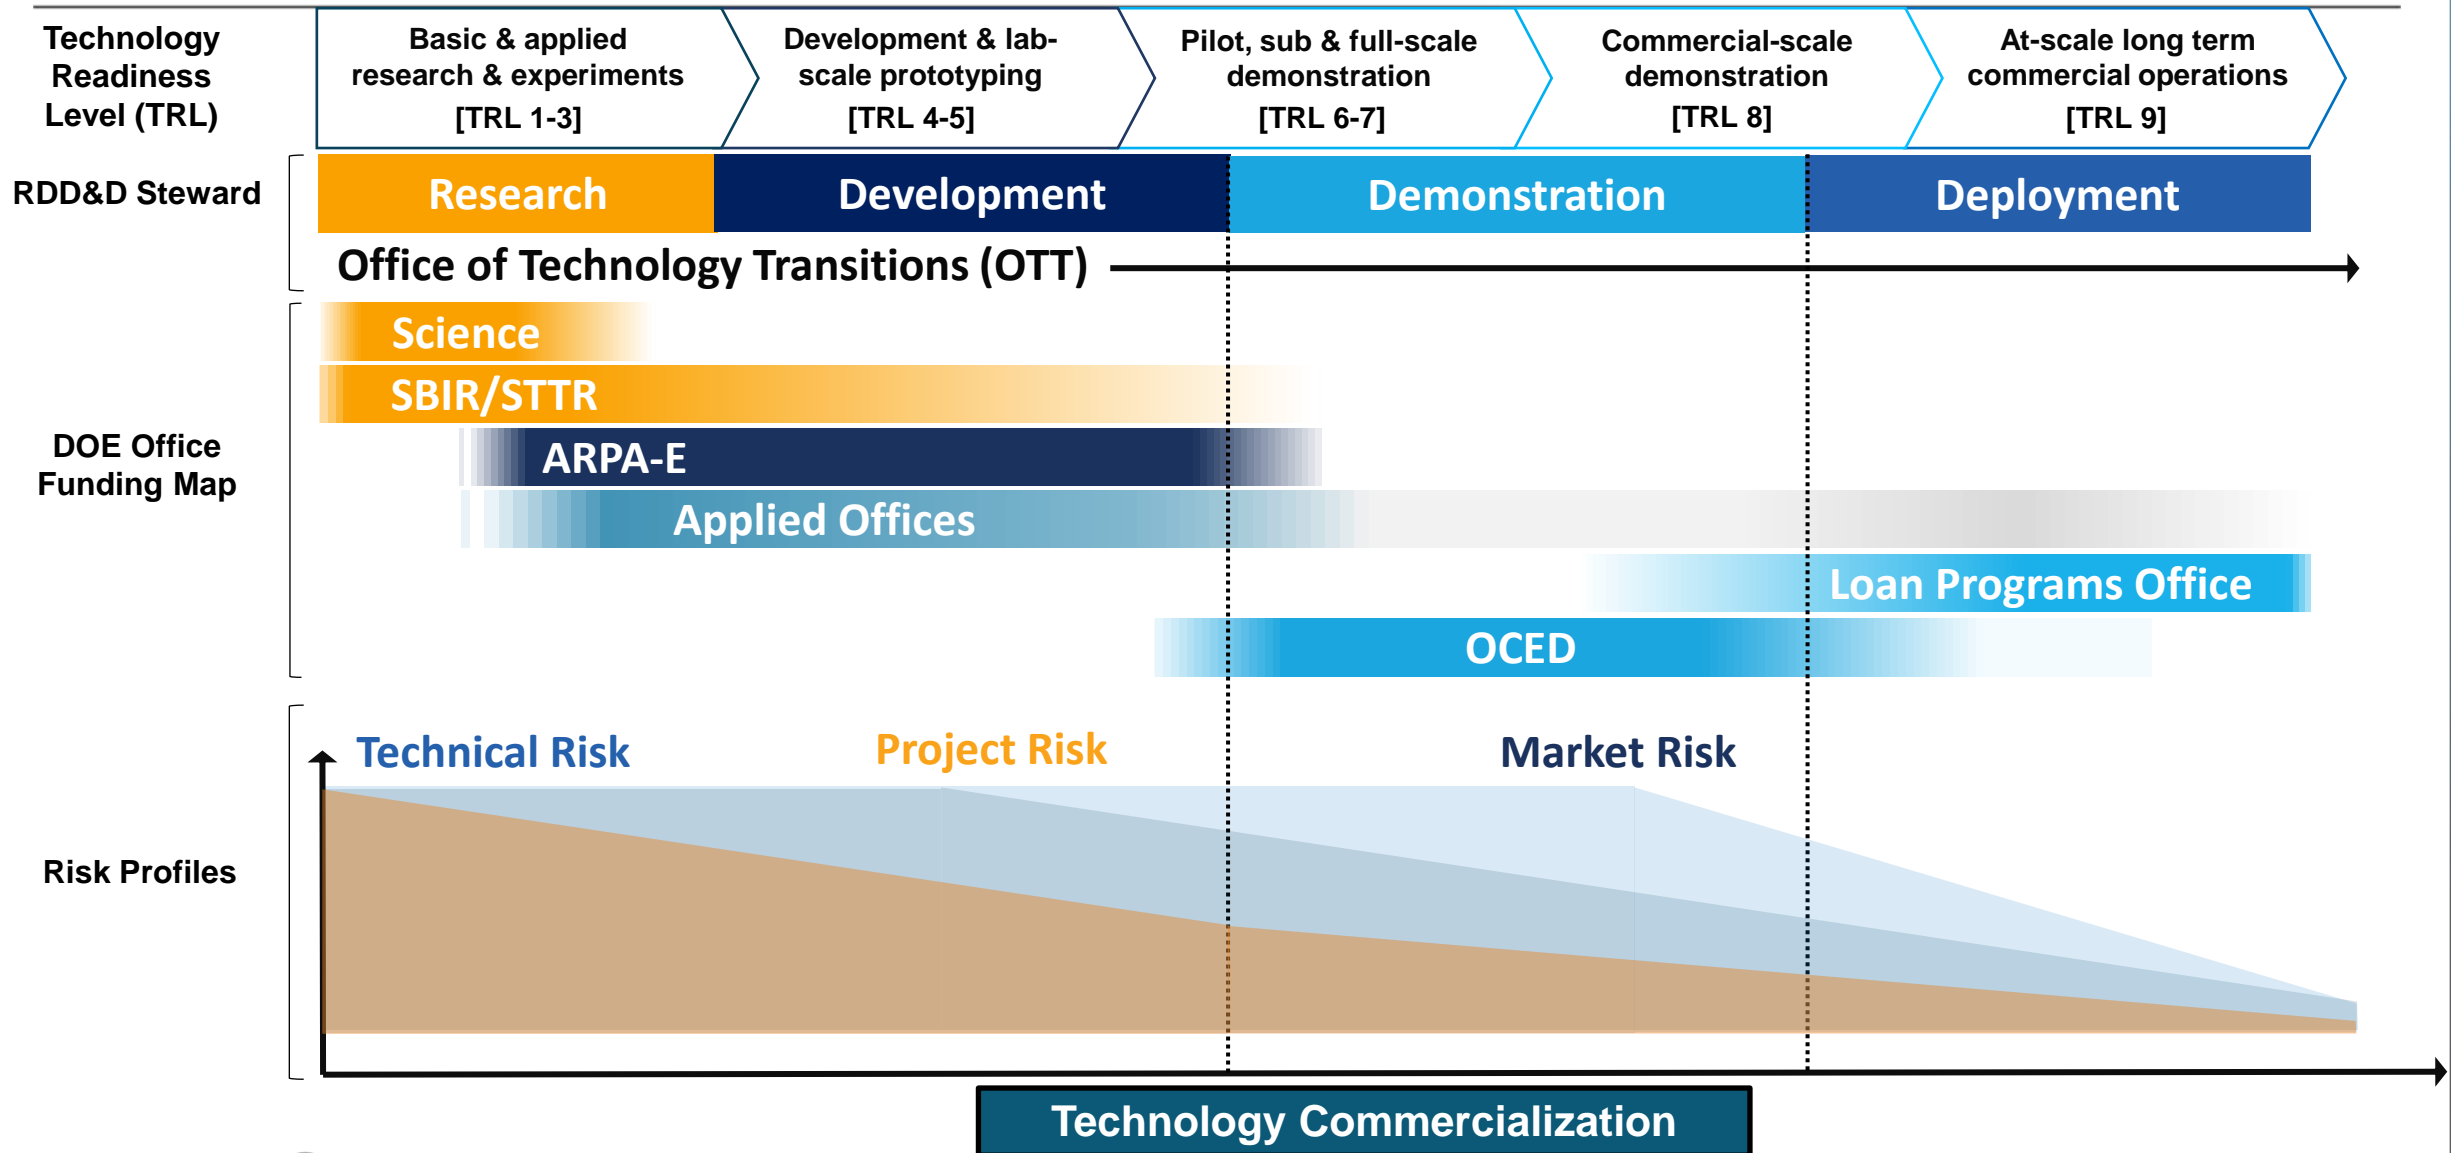 Technology
Readiness
Level (TRL)
Basic & applied
research & experiments
[TRL 1-3]
Development & lab-
scale prototyping
[TRL 4-5]
Pilot, sub & full-scale
demonstration
[TRL 6-7]
Commercial-scale
demonstration
[TRL 8]
At-scale long term
commercial operations
[TRL 9]
RDD&D Steward
Research
Development
Demonstration
Deployment
Office of Technology Transitions (OTT)
DOE Office
Funding Map
Science
SBIR/STTR
ARPA-E
Applied Offices
Loan Programs Office
OCED
Risk Profiles
Technical Risk
Project Risk
Market Risk
Technology Commercialization